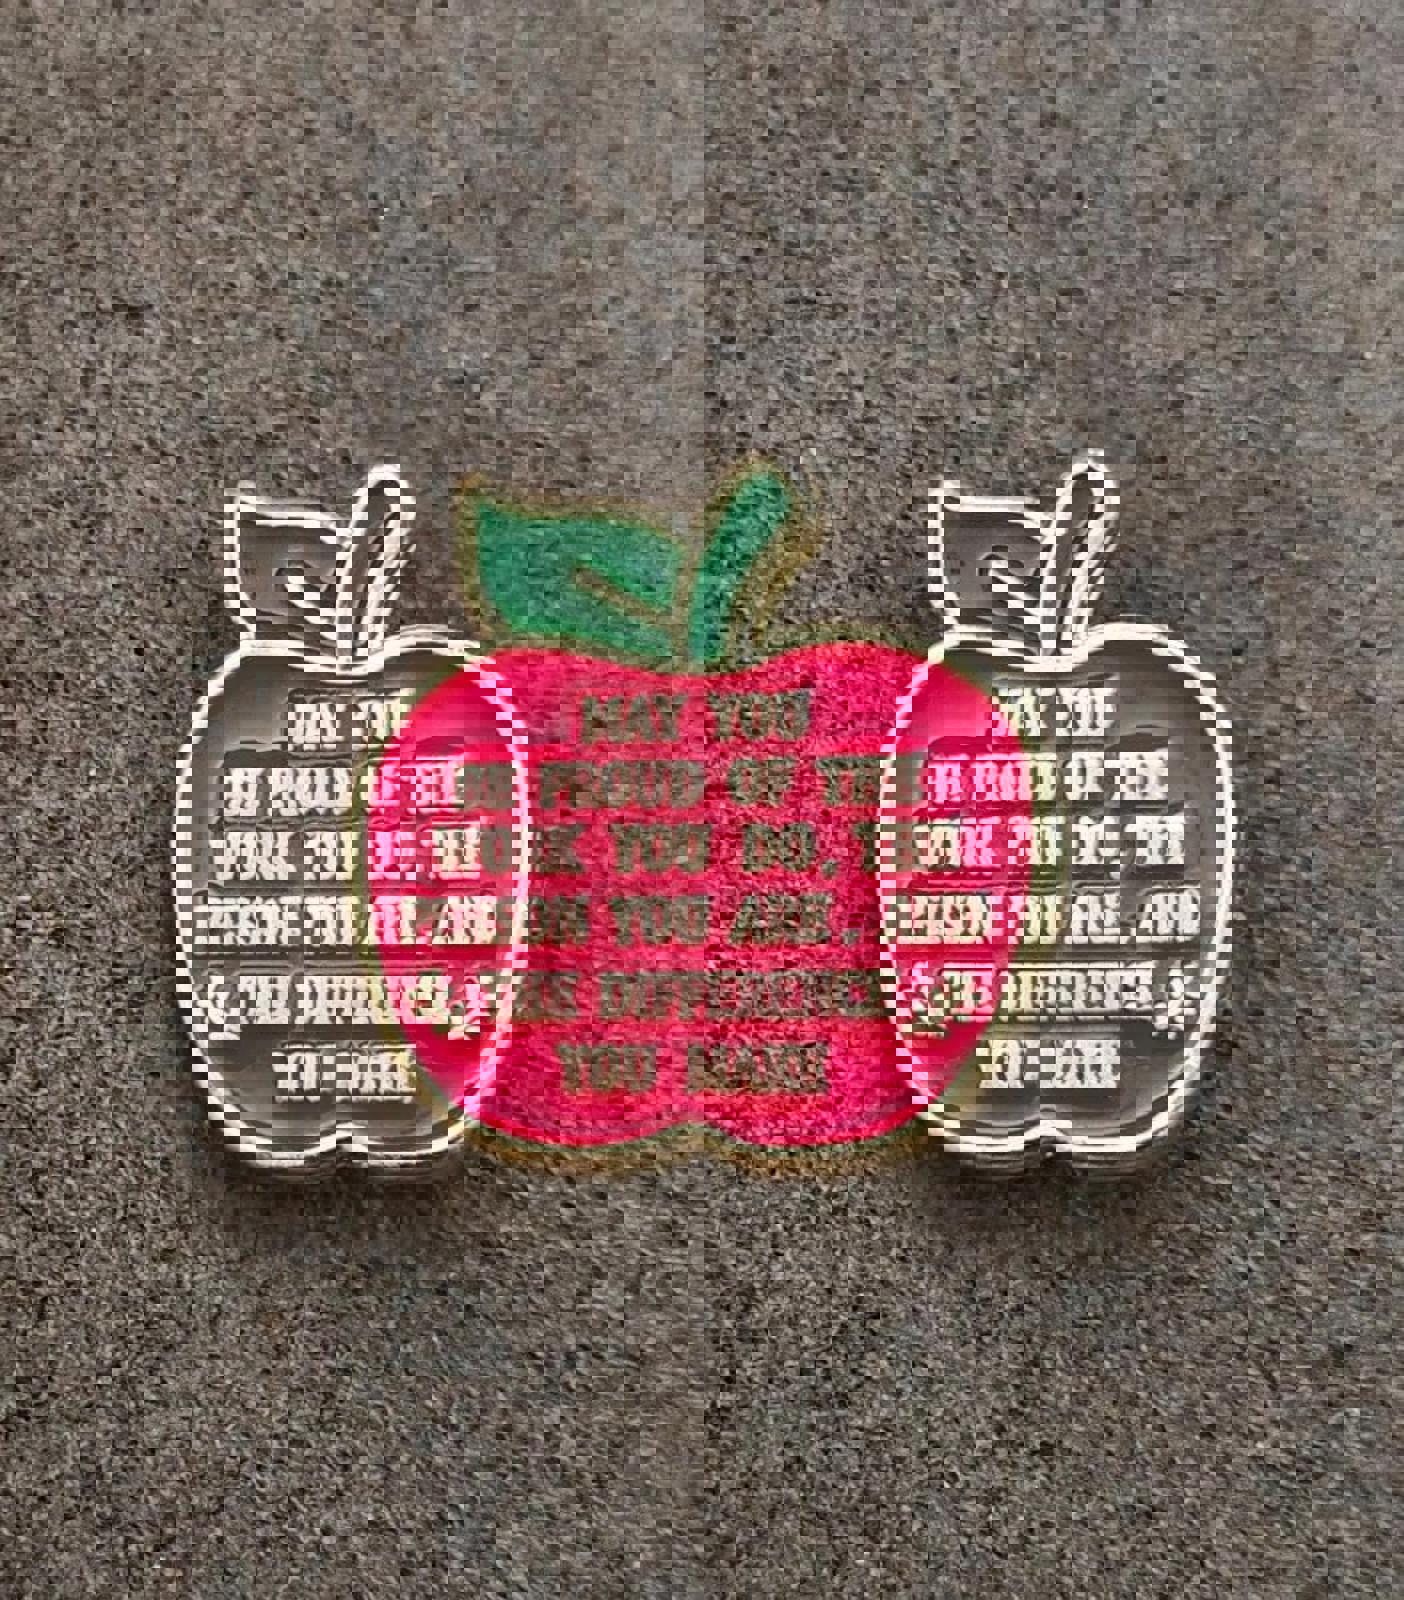 MAY YOU
BE PROUD OF THE
WORK YOU DO, THE
PERSON YOU ARE, AND
THE DIFFERENCE
YOU MAKE